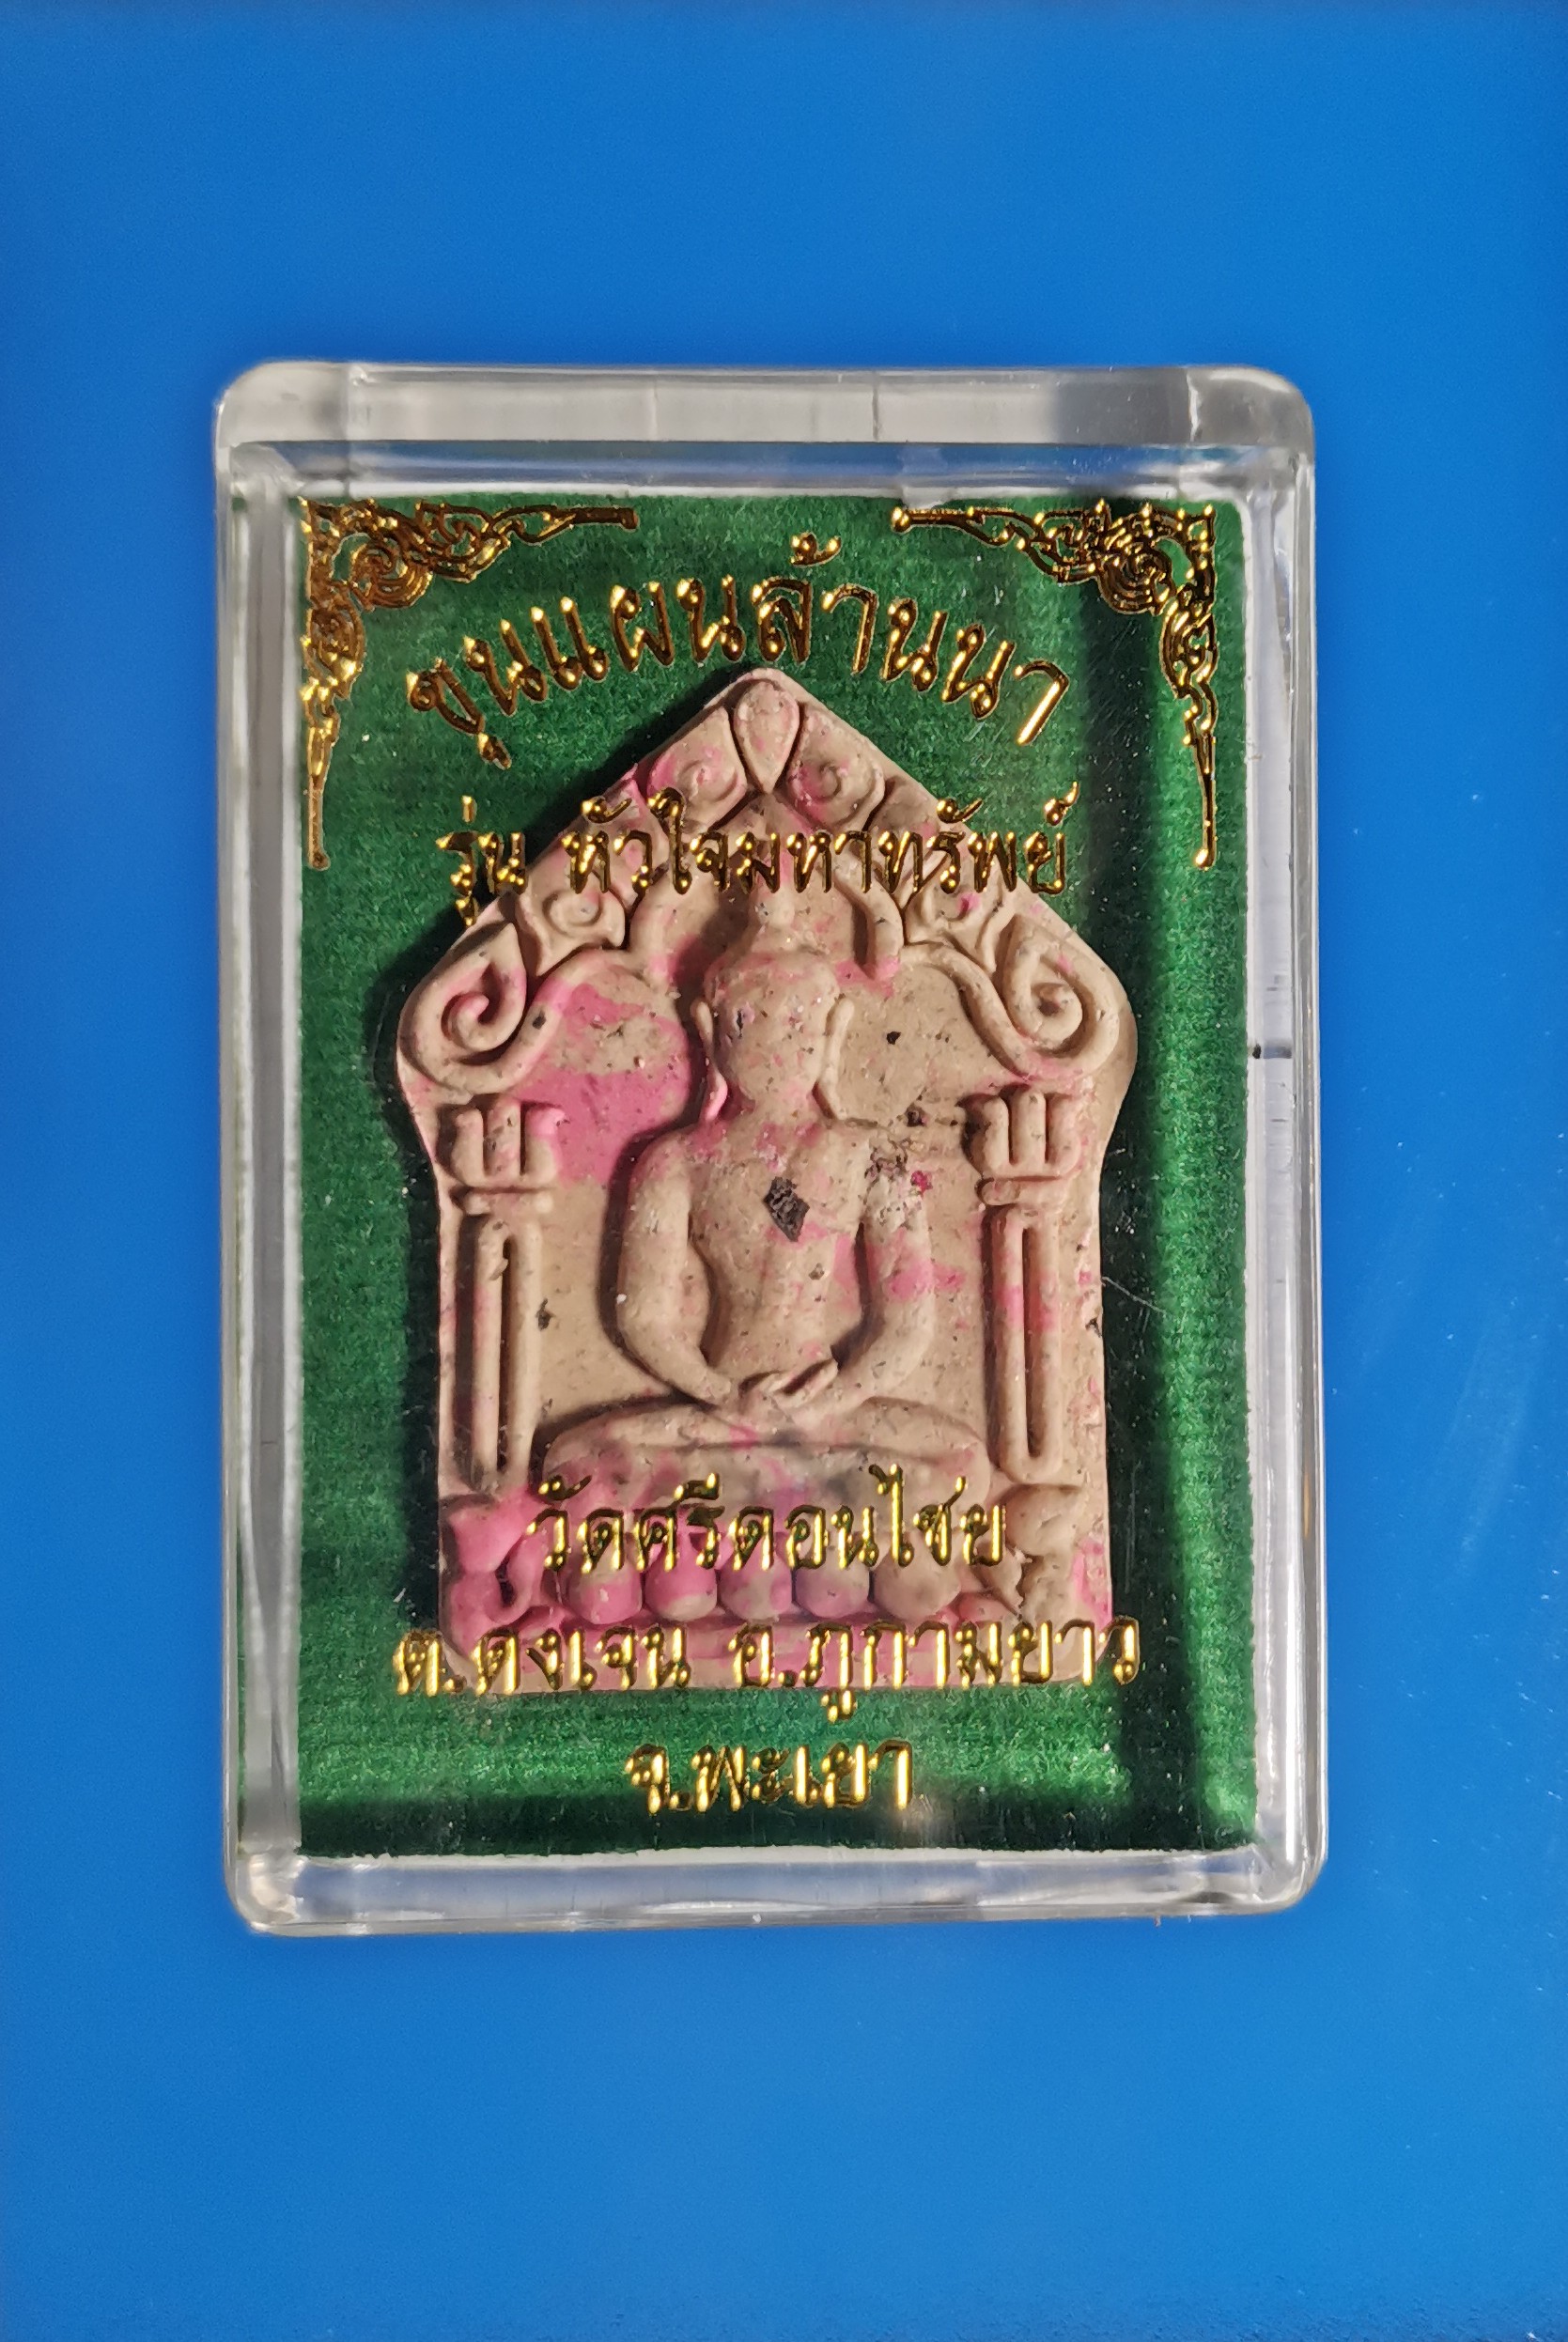 ขุนแผนล้านนา
รุ่น หัวใจมหาทรัพย์
วัดศรีดอนไชย
ต.ดงเจน อ.ภูกามยาว
จ.พะเยา